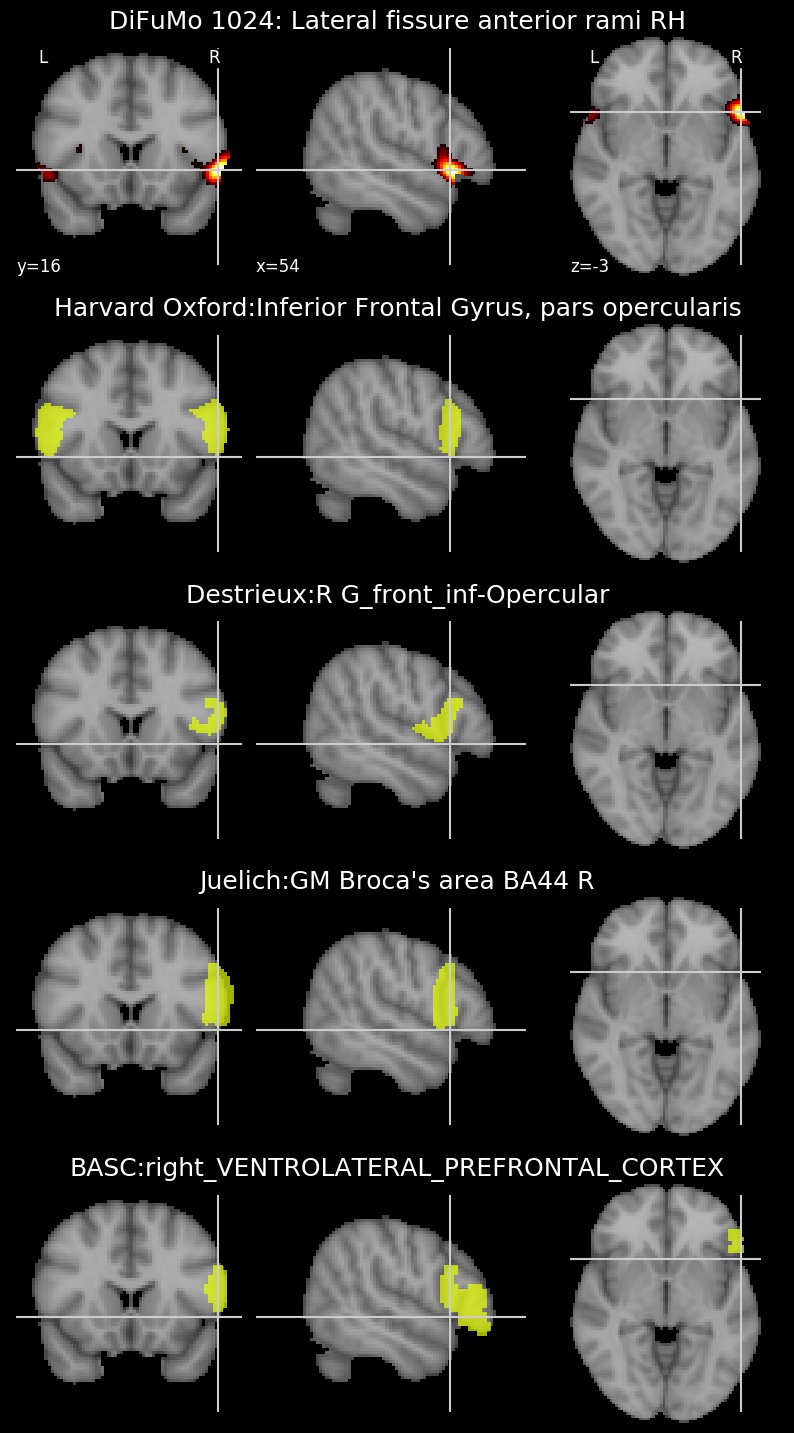 DiFuMo 1024: Lateral fissure anterior rami RH
L R L R
y=16 x=54 z=-3
Harvard Oxford:Inferior Frontal Gyrus, pars opercularis
Destrieux:R G_front_inf-Opercular
Juelich:GM Broca's area BA44 R
BASC:right_VENTROLATERAL_PREFRONTAL_CORTEX